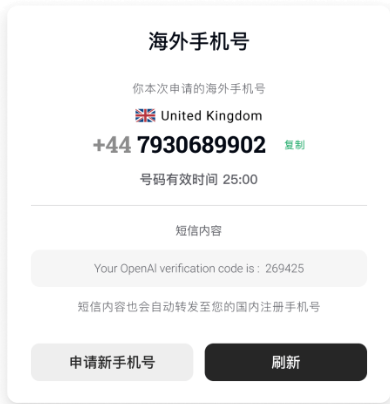 海外手机号
你本次申请的海外手机号
United Kingdom
+44 7930689902 复制
号码有效时间 25:00
短信内容
Your OpenAI verification code is : 269425
短信内容也会自动转发至您的国内注册手机号
申请新手机号 刷新